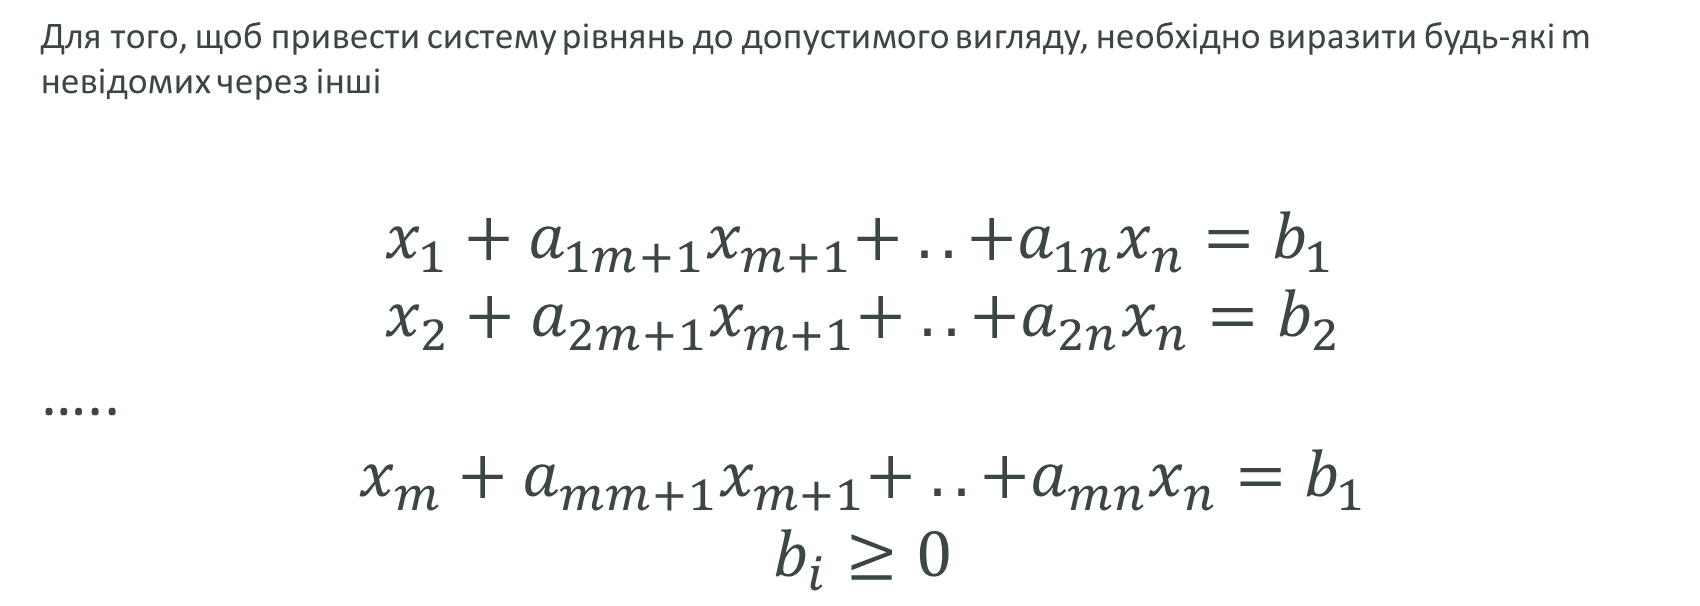 Для того, щоб привести систему рівнянь до допустимого вигляду, необхідно виразити будь-які m
невідомих через інші
x₁ + a₁ₘ₊₁xₘ₊₁+ . . +a₁ₙxₙ = b₁
x₂ + a₂ₘ₊₁xₘ₊₁+ . . +a₂ₙxₙ = b₂
.....
xₘ + aₘₘ₊₁xₘ₊₁+ . . +aₘₙxₙ = b₁
bᵢ ≥ 0